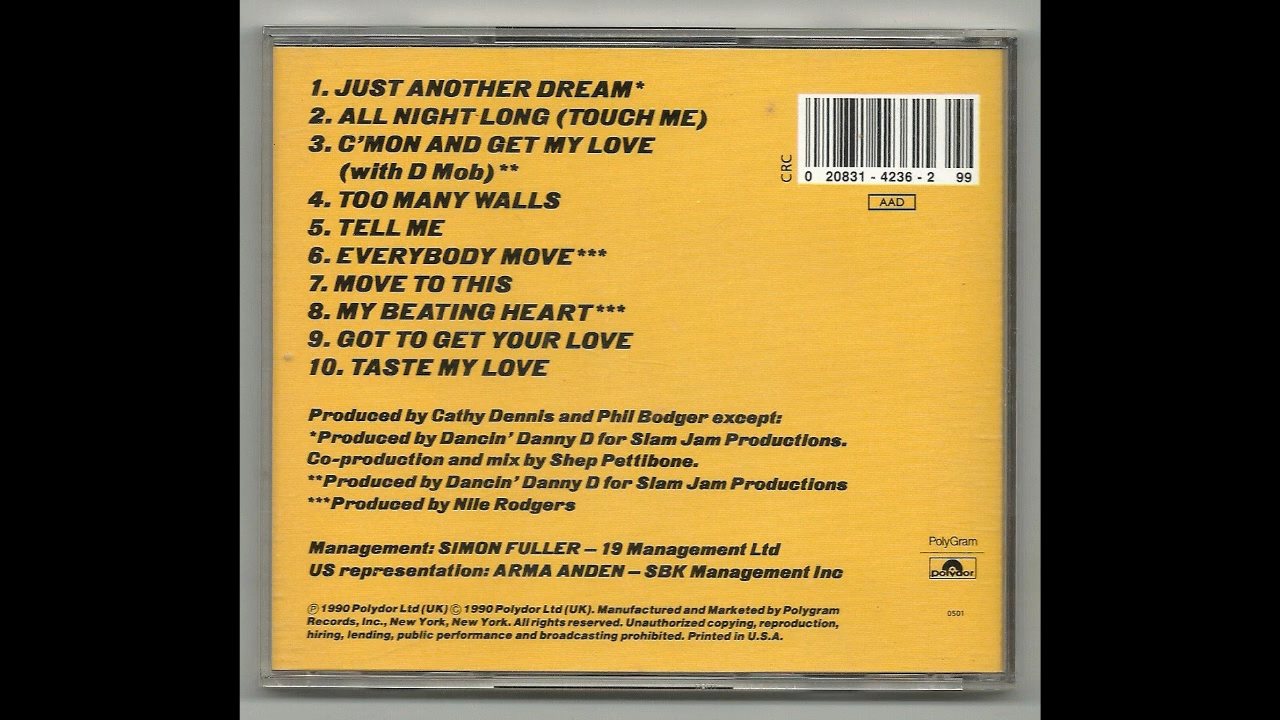 1. JUST ANOTHER DREAM*
2. ALL NIGHT LONG (TOUCH ME)
3. C'MON AND GET MY LOVE
(with D Mob)**
4. TOO MANY WALLS
5. TELL ME
6. EVERYBODY MOVE***
7. MOVE TO THIS
8. MY BEATING HEART***
9. GOT TO GET YOUR LOVE
10. TASTE MY LOVE
CRC
0 20831 - 4236 - 2 99
AAD
Produced by Cathy Dennis and Phil Bodger except:
*Produced by Dancin' Danny D for Slam Jam Productions.
Co-production and mix by Shep Pettibone.
**Produced by Dancin' Danny D for Slam Jam Productions
***Produced by Nile Rodgers
Management: SIMON FULLER – 19 Management Ltd
US representation: ARMA ANDEN – SBK Management Inc
PolyGram
polydor
0501
Ⓟ 1990 Polydor Ltd (UK) © 1990 Polydor Ltd (UK). Manufactured and Marketed by Polygram
Records, Inc., New York, New York. All rights reserved. Unauthorized copying, reproduction,
hiring, lending, public performance and broadcasting prohibited. Printed in U.S.A.